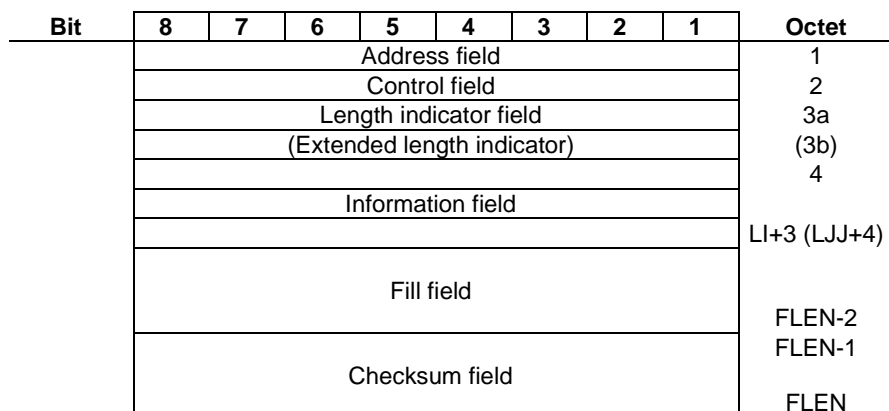 Bit 8 7 6 5 4 3 2 1 Octet
Address field 1
Control field 2
Length indicator field 3a
(Extended length indicator) (3b)
4
Information field
LI+3 (LJJ+4)
Fill field
FLEN-2
FLEN-1
Checksum field
FLEN